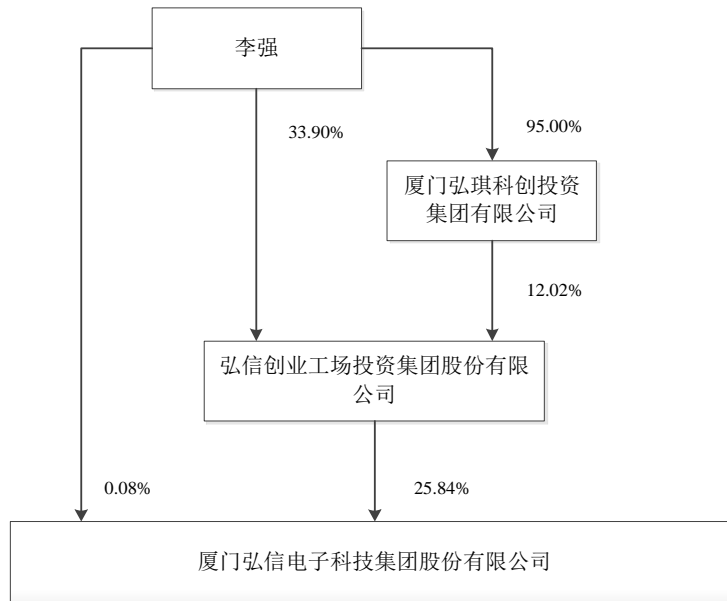 李强
33.90%
95.00%
厦门弘琪科创投资
集团有限公司
12.02%
弘信创业工场投资集团股份有限
公司
0.08%
25.84%
厦门弘信电子科技集团股份有限公司